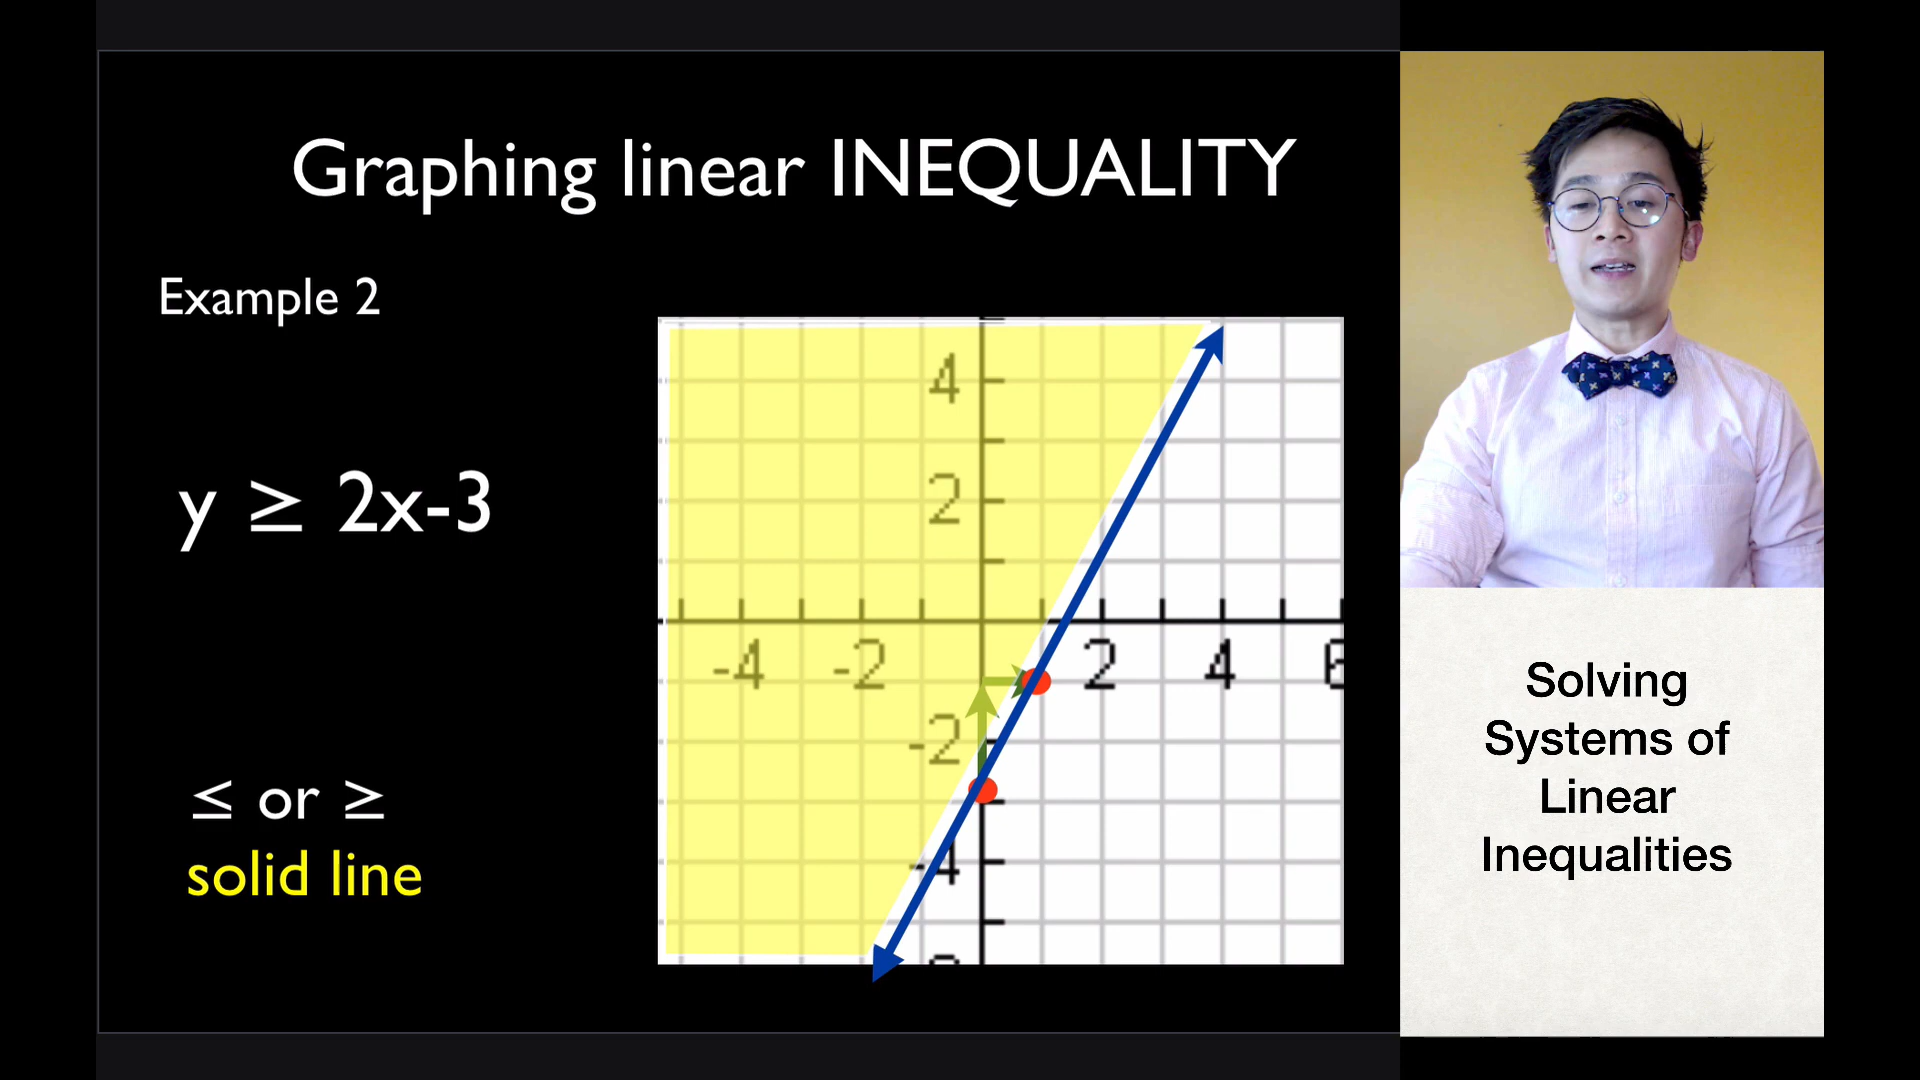 Graphing linear INEQUALITY
Example 2
y ≥ 2x-3
≤ or ≥
solid line
4
2
-4 -2 2 4 6
-2
-4
Solving
Systems of
Linear
Inequalities